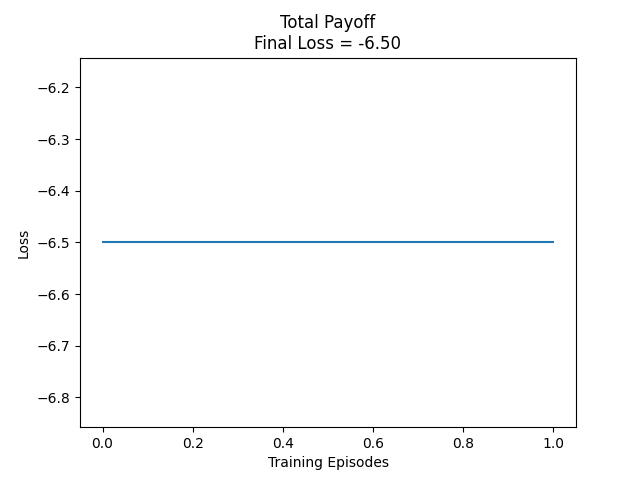 Total Payoff
Final Loss = -6.50
−6.2
−6.3
−6.4
−6.5
−6.6
−6.7
−6.8
Loss
0.0 0.2 0.4 0.6 0.8 1.0
Training Episodes